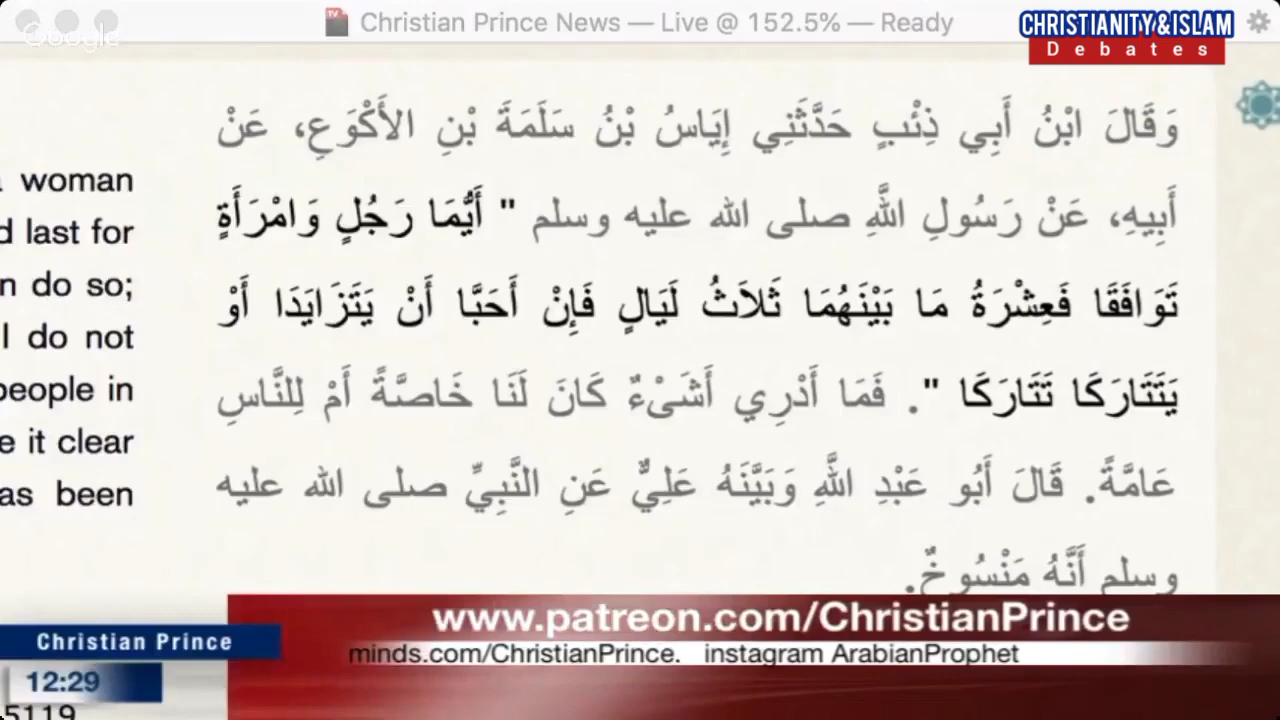 Christian Prince News — Live @ 152.5% — Ready
Google
CHRISTIANITY&ISLAM
Debates
وَقَالَ ابْنُ أَبِي ذِئْبٍ حَدَّثَنِي إِيَاسُ بْنُ سَلَمَةَ بْنِ الأَكْوَعِ، عَنْ
أَبِيهِ، عَنْ رَسُولِ اللَّهِ صلى الله عليه وسلم " أَيُّمَا رَجُلٍ وَامْرَأَةٍ
تَوَافَقَا فَعِشْرَةُ مَا بَيْنَهُمَا ثَلاَثُ لَيَالٍ فَإِنْ أَحَبَّا أَنْ يَتَزَايَدَا أَوْ
يَتَتَارَكَا تَتَارَكَا ". فَمَا أَدْرِي أَشَىْءٌ كَانَ لَنَا خَاصَّةً أَمْ لِلنَّاسِ
عَامَّةً. قَالَ أَبُو عَبْدِ اللَّهِ وَبَيَّنَهُ عَلِيٌّ عَنِ النَّبِيِّ صلى الله عليه
وسلم أَنَّهُ مَنْسُوخٌ.
woman
last for
do so;
I do not
people in
it clear
as been
www.patreon.com/ChristianPrince
minds.com/ChristianPrince. instagram ArabianProphet
Christian Prince
12:29
5119